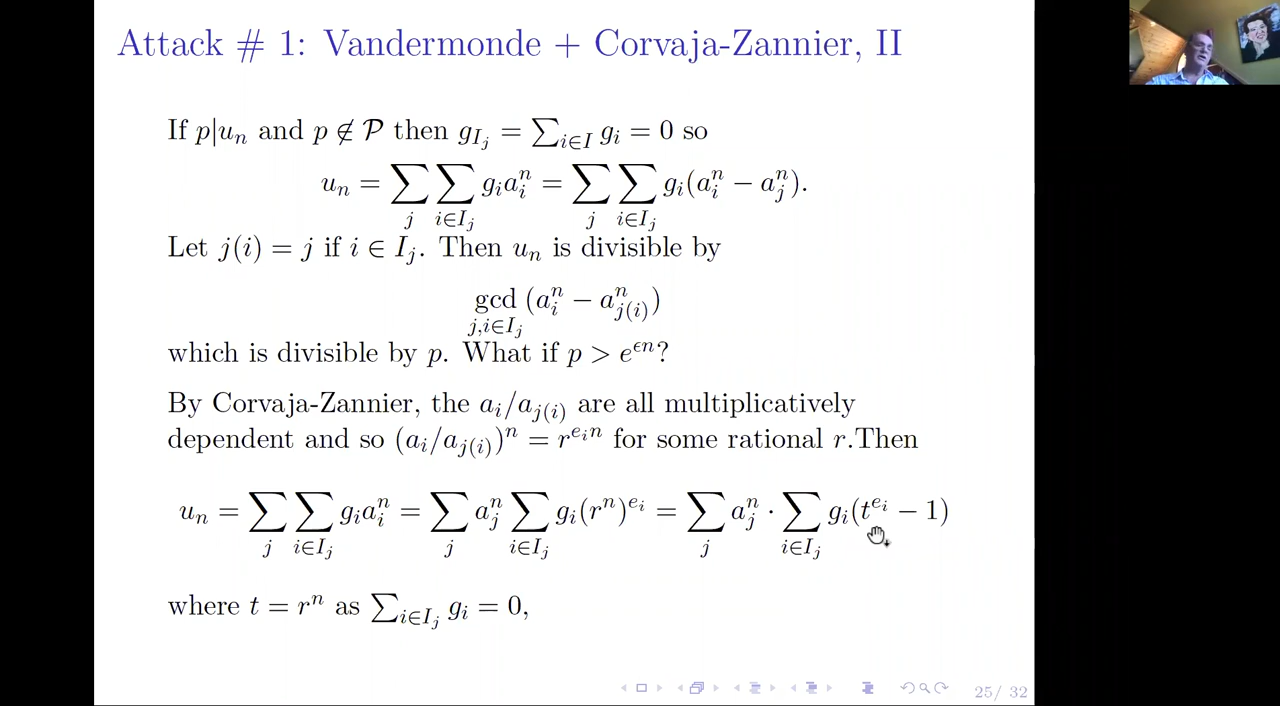 Attack # 1: Vandermonde + Corvaja-Zannier, II
If p|uₙ and p ∉ 𝒫 then g_{I_j} = ∑_{i∈I} g_i = 0 so
u_n = ∑_j ∑_{i∈I_j} g_i a_i^n = ∑_j ∑_{i∈I_j} g_i(a_i^n − a_j^n).
Let j(i) = j if i ∈ I_j. Then u_n is divisible by
gcd_{j,i∈I_j} (a_i^n − a_{j(i)}^n)
which is divisible by p. What if p > e^{ϵn}?
By Corvaja-Zannier, the a_i/a_{j(i)} are all multiplicatively
dependent and so (a_i/a_{j(i)})^n = r^{e_i n} for some rational r.Then
u_n = ∑_j ∑_{i∈I_j} g_i a_i^n = ∑_j a_j^n ∑_{i∈I_j} g_i(r^n)^{e_i} = ∑_j a_j^n · ∑_{i∈I_j} g_i(t^{e_i} − 1)
where t = r^n as ∑_{i∈I_j} g_i = 0,
25/ 32